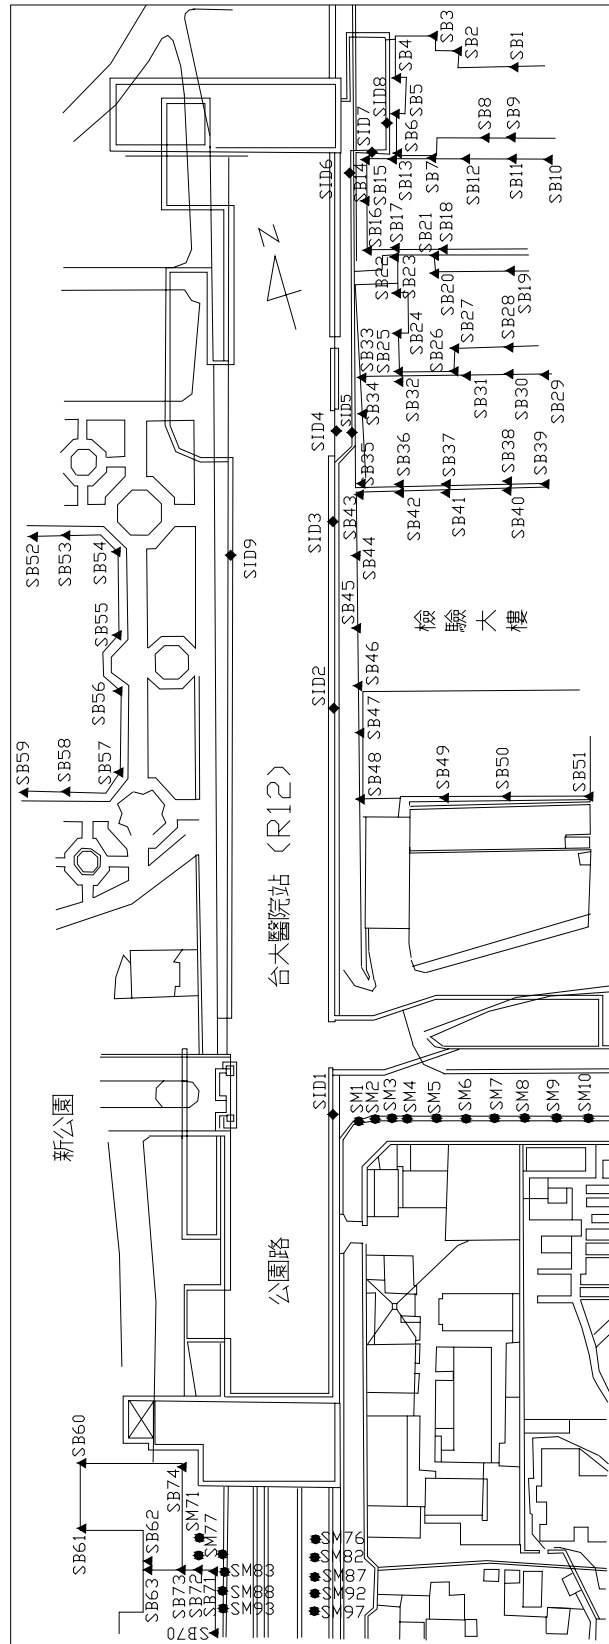 SB1
SB2
SB3
SB4
SB5
SID8
SB6
SID7
SB8
SB9
SB7
SB13
SB15
SB14
SID6
SB12
SB11
SB10
SB16
SB17
SB21
SB18
SB22
SB23
SB20
SB19
N
SB24
SB25
SB33
SB26
SB27
SB28
SB34
SB32
SB31
SB30
SB29
SID4
SID5
SB35
SB36
SB37
SB38
SB39
SID3
SB43
SB42
SB41
SB40
SB44
SB52
SB53
SB54
SID9
SB45
SB55
檢驗大樓
SB46
SB56
SID2
SB47
SB59
SB58
SB57
SB48
SB49
SB50
SB51
台大醫院站 (R12)
新公園
SID1
SM1
SM2
SM3
SM4
SM5
SM6
SM7
SM8
SM9
SM10
公園路
SB60
SB74
SB61
SB62
SM71
SM77
SM76
SM82
SB63
SB73
SB72
SB71
SM83
SM87
SM88
SM92
SM93
SM97
SB70